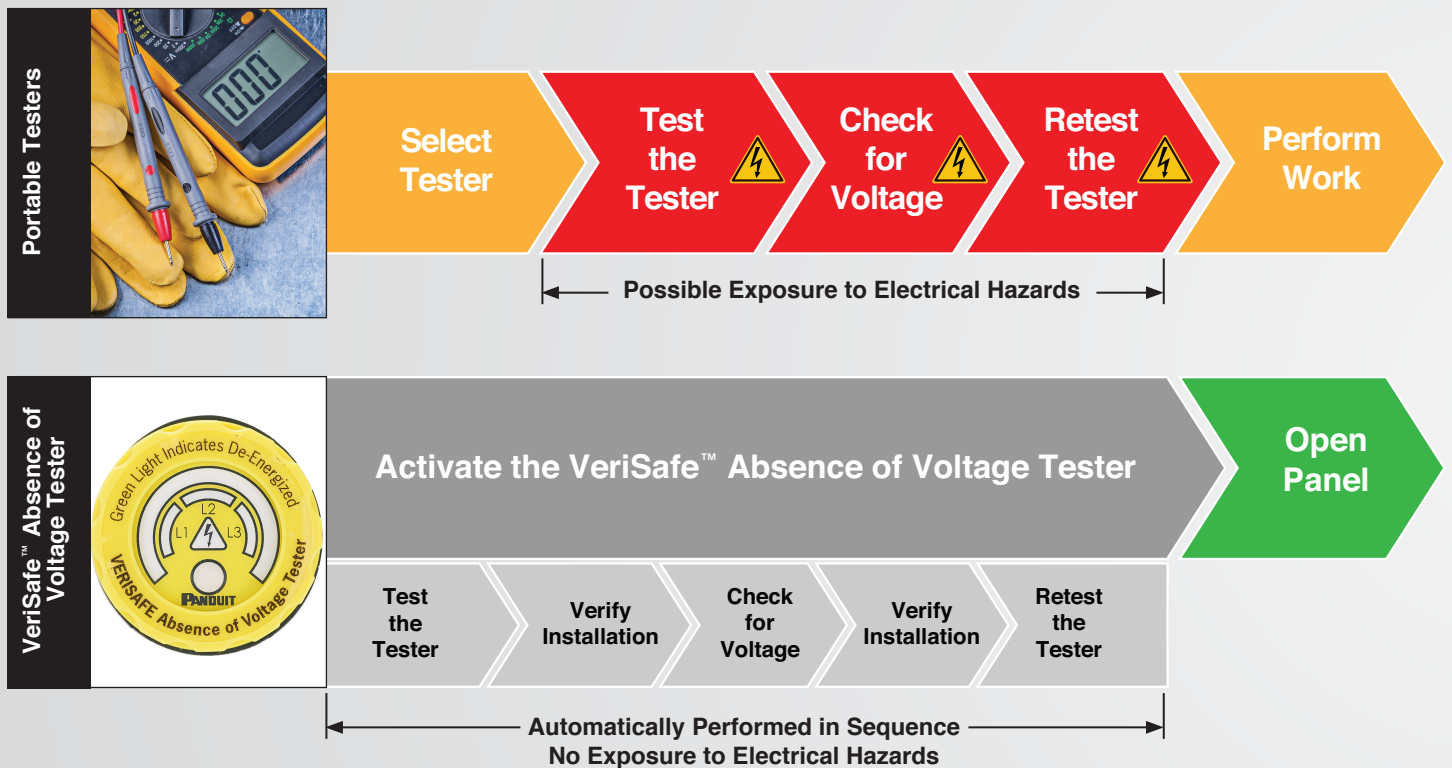 Portable Testers
000
Select
Tester
Test
the
Tester
Check
for
Voltage
Retest
the
Tester
Perform
Work
Possible Exposure to Electrical Hazards
VeriSafe™ Absence of
Voltage Tester
Green Light Indicates De-Energized
L1
L2
L3
PANDUIT
VERISAFE Absence of Voltage Tester
Activate the VeriSafe™ Absence of Voltage Tester
Open
Panel
Test
the
Tester
Verify
Installation
Check
for
Voltage
Verify
Installation
Retest
the
Tester
Automatically Performed in Sequence
No Exposure to Electrical Hazards